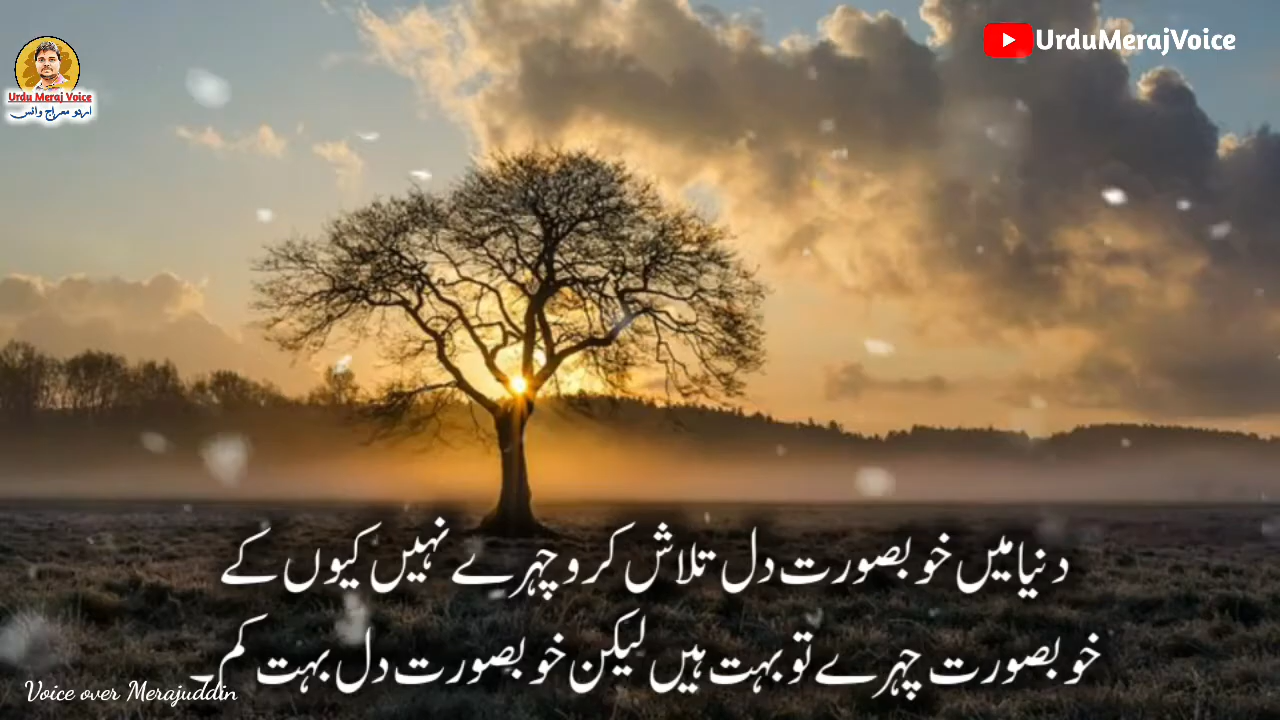 UrduMerajVoice
Urdu Meraj Voice
اردو معراج وائس
دنیا میں خوبصورت دل تلاش کرو چہرے نہیں کیوں کے
خوبصورت چہرے تو بہت ہیں لیکن خوبصورت دل بہت کم
Voice over Merajuddin